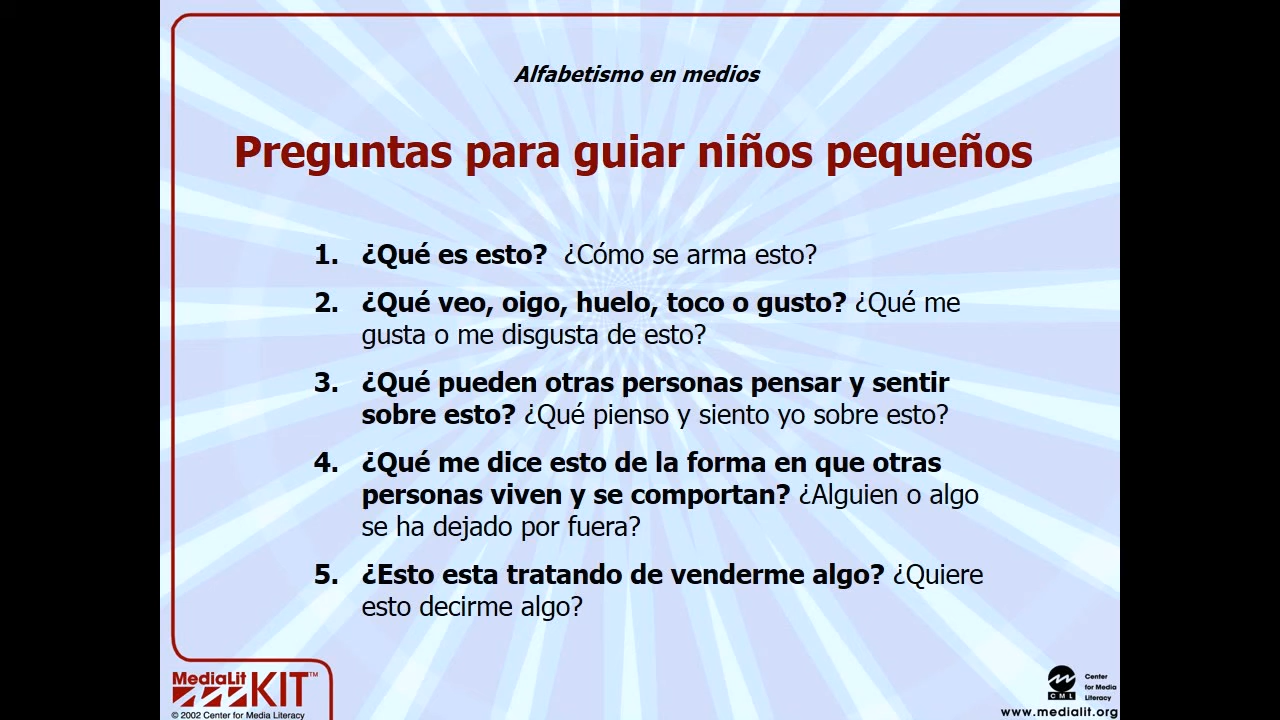 Alfabetismo en medios
Preguntas para guiar niños pequeños
1. ¿Qué es esto? ¿Cómo se arma esto?
2. ¿Qué veo, oigo, huelo, toco o gusto? ¿Qué me
gusta o me disgusta de esto?
3. ¿Qué pueden otras personas pensar y sentir
sobre esto? ¿Qué pienso y siento yo sobre esto?
4. ¿Qué me dice esto de la forma en que otras
personas viven y se comportan? ¿Alguien o algo
se ha dejado por fuera?
5. ¿Esto esta tratando de venderme algo? ¿Quiere
esto decirme algo?
MediaLit KIT™
© 2002 Center for Media Literacy
CML
Center
for Media
Literacy
www.medialit.org